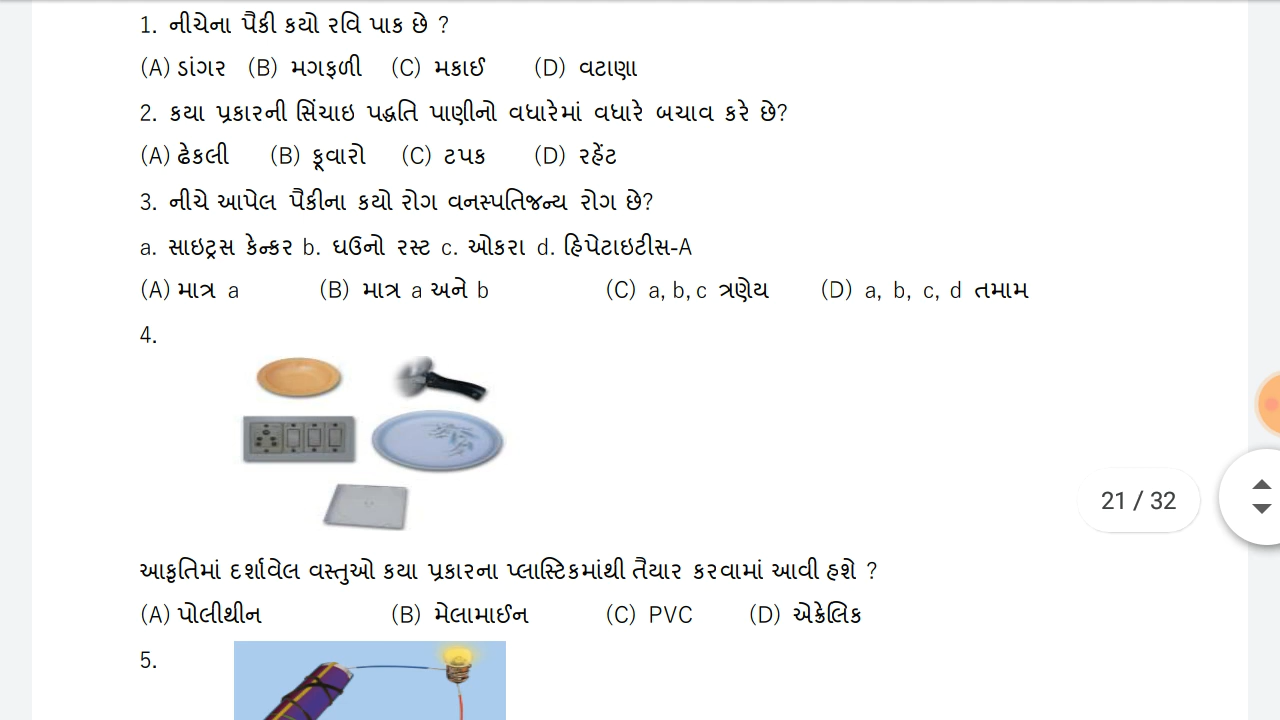 1. નીચેના પૈકી કયો રવિ પાક છે ?
(A) ડાંગર (B) મગફળી (C) મકાઈ (D) વટાણા
2. કયા પ્રકારની સિંચાઇ પદ્ધતિ પાણીનો વધારેમાં વધારે બચાવ કરે છે?
(A) ઢેકલી (B) ફૂવારો (C) ટપક (D) રહેંટ
3. નીચે આપેલ પૈકીના કયો રોગ વનસ્પતિજન્ય રોગ છે?
a. સાઇટ્રસ કેન્કર b. ઘઉનો રસ્ટ c. ઓકરા d. હિપેટાઇટીસ-A
(A) માત્ર a (B) માત્ર a અને b (C) a, b, c ત્રણેય (D) a, b, c, d તમામ
4.
21 / 32
આકૃતિમાં દર્શાવેલ વસ્તુઓ કયા પ્રકારના પ્લાસ્ટિકમાંથી તૈયાર કરવામાં આવી હશે ?
(A) પોલીથીન (B) મેલામાઈન (C) PVC (D) એક્રેલિક
5.